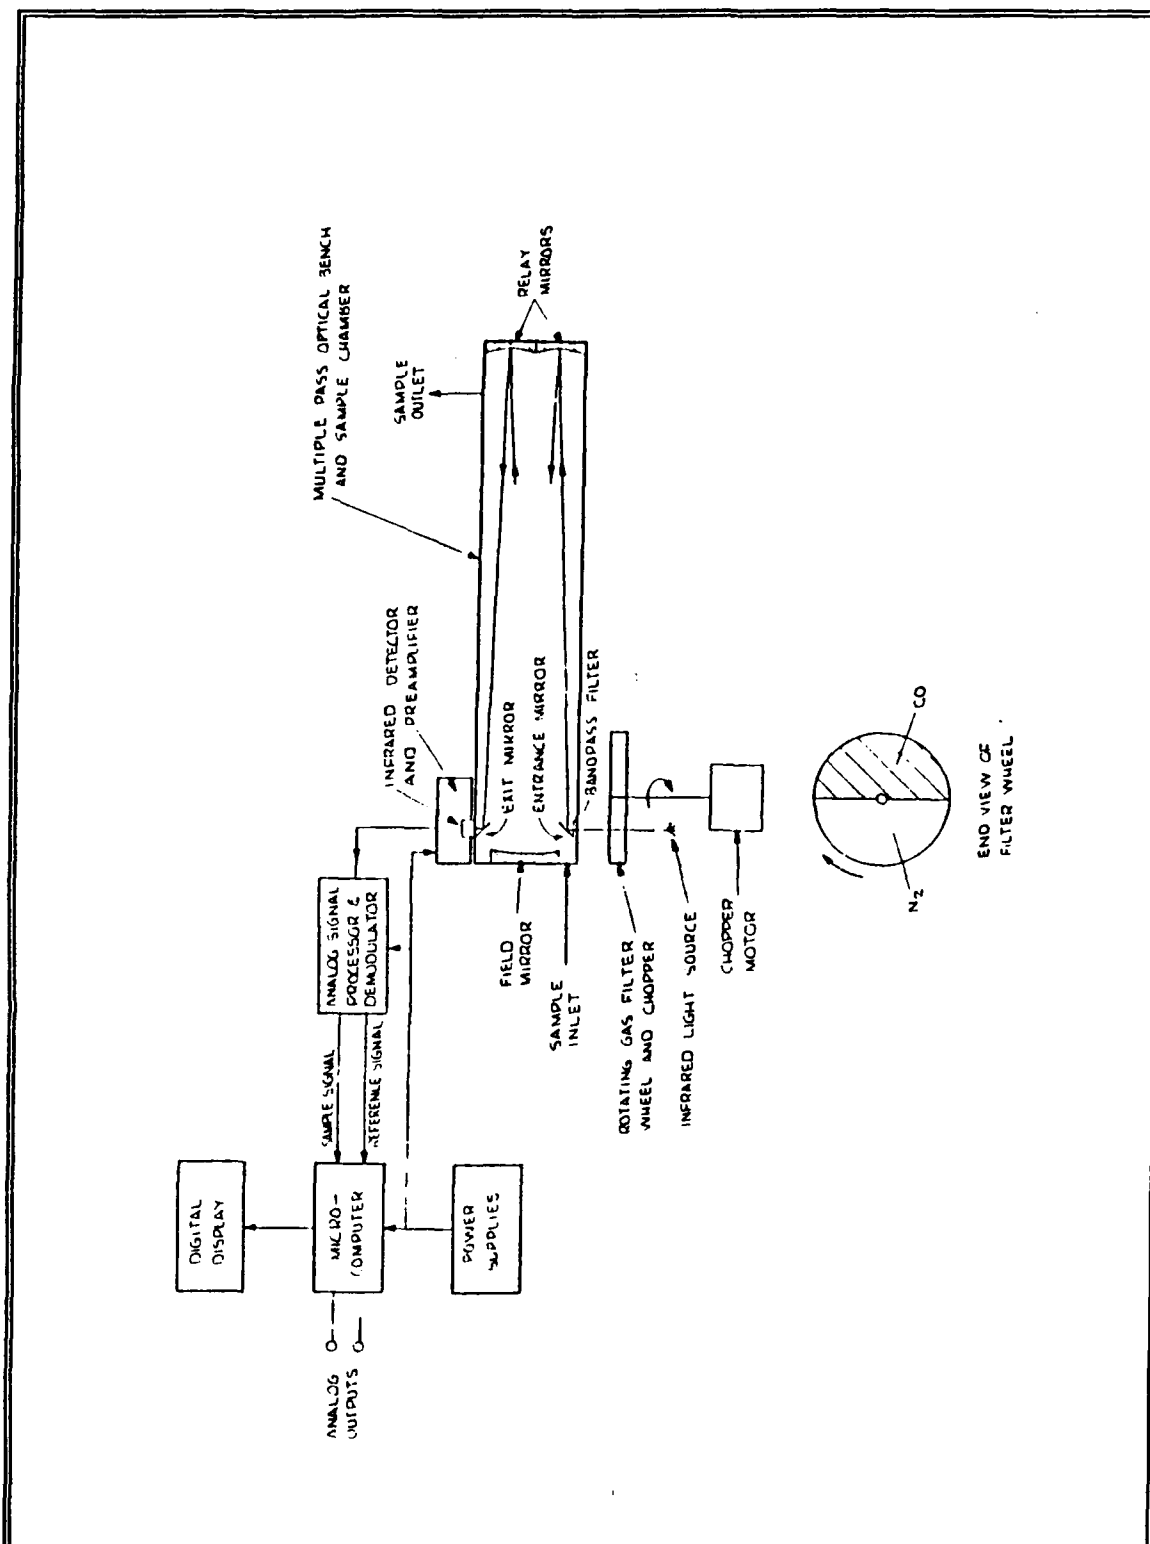 DIGITAL
DISPLAY
ANALOG
OUTPUTS
MICRO-
COMPUTER
POWER
SUPPLIES
SAMPLE SIGNAL
REFERENCE SIGNAL
ANALOG SIGNAL
PROCESSOR &
DEMODULATOR
INFRARED DETECTOR
AND PREAMPLIFIER
MULTIPLE PASS OPTICAL BENCH
AND SAMPLE CHAMBER
SAMPLE
OUTLET
RELAY
MIRRORS
EXIT MIRROR
ENTRANCE MIRROR
BANDPASS FILTER
FIELD
MIRROR
SAMPLE
INLET
ROTATING GAS FILTER
WHEEL AND CHOPPER
INFRARED LIGHT SOURCE
CHOPPER
MOTOR
N2
CO
END VIEW OF
FILTER WHEEL